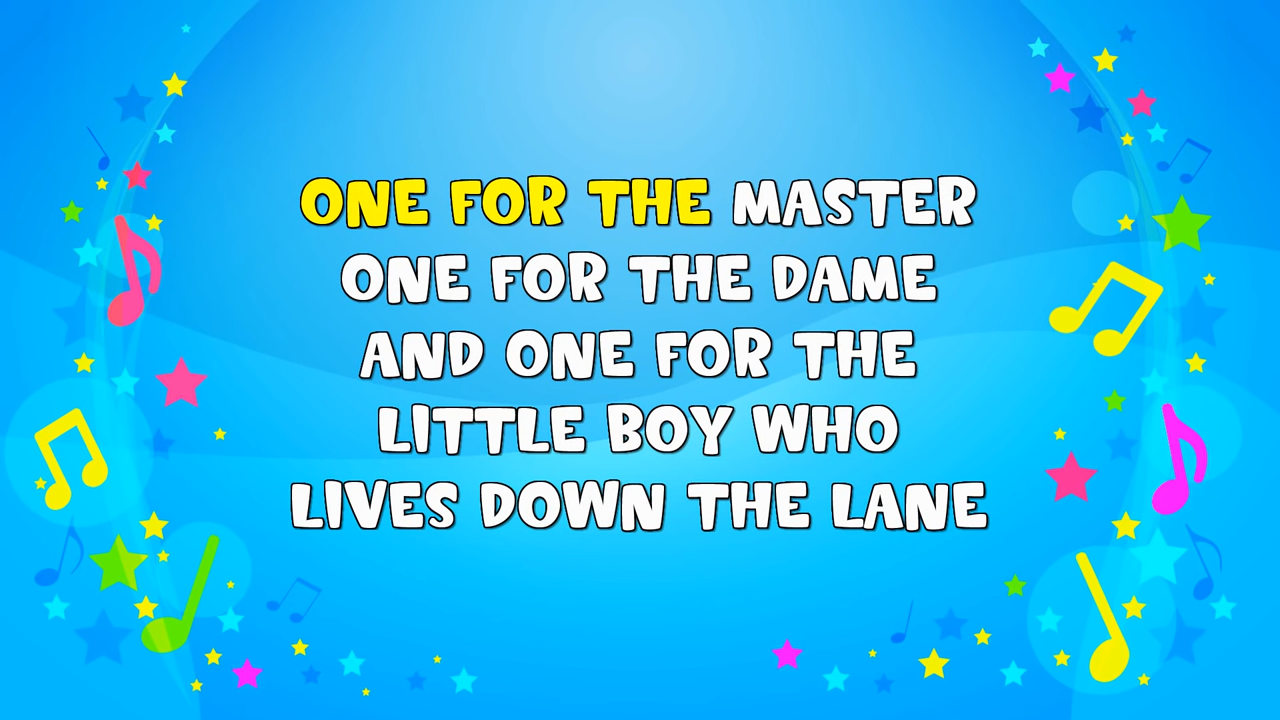 ONE FOR THE MASTER
ONE FOR THE DAME
AND ONE FOR THE
LITTLE BOY WHO
LIVES DOWN THE LANE